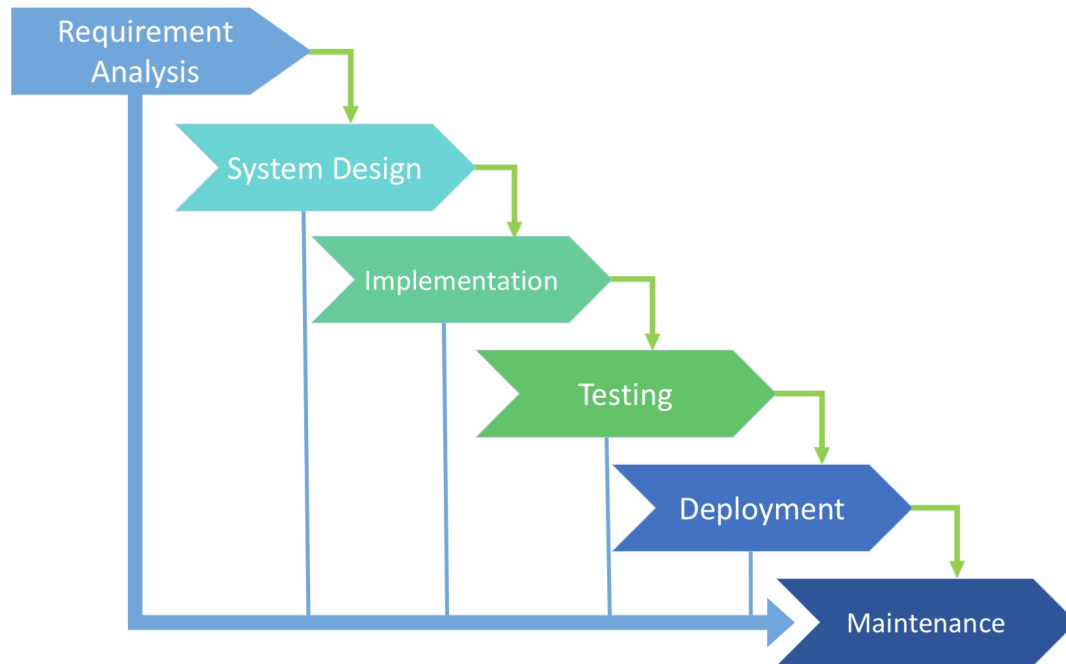 Requirement
Analysis
System Design
Implementation
Testing
Deployment
Maintenance